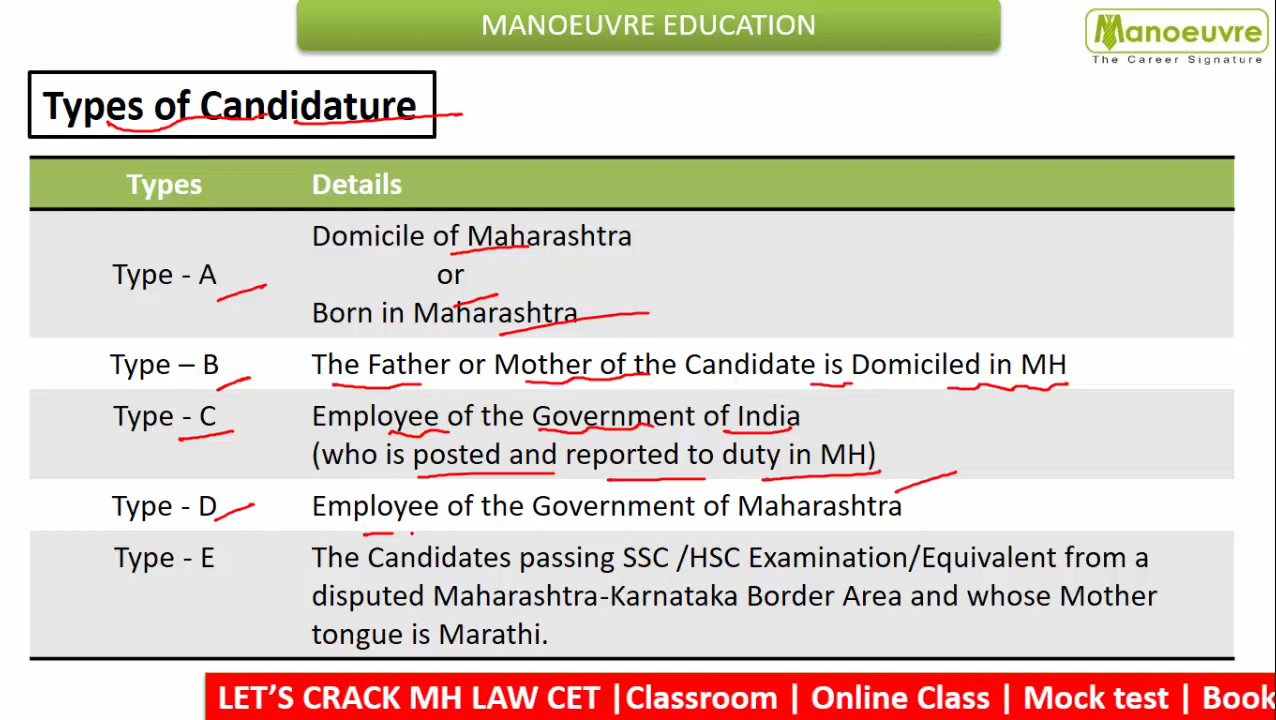 MANOEUVRE EDUCATION
Manoeuvre
The Career Signature
Types of Candidature
Types Details
Domicile of Maharashtra
Type - A or
Born in Maharashtra
Type – B The Father or Mother of the Candidate is Domiciled in MH
Type - C Employee of the Government of India
(who is posted and reported to duty in MH)
Type - D Employee of the Government of Maharashtra
Type - E The Candidates passing SSC /HSC Examination/Equivalent from a
disputed Maharashtra-Karnataka Border Area and whose Mother
tongue is Marathi.
LET'S CRACK MH LAW CET |Classroom | Online Class | Mock test | Book